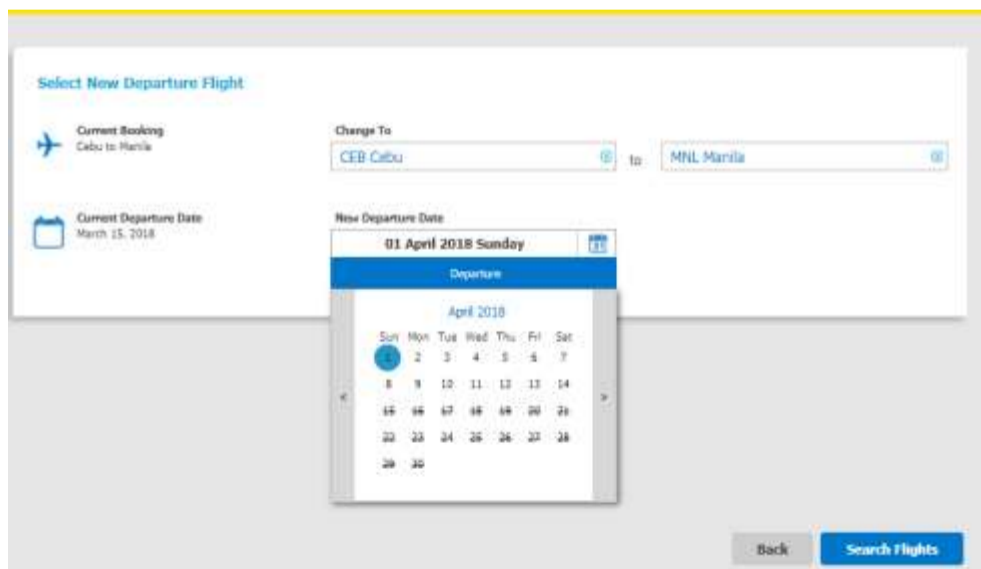 Select New Departure Flight
Current Booking
Cebu to Manila
Change To
CEB Cebu
to
MNL Manila
Current Departure Date
March 15, 2018
New Departure Date
01 April 2018 Sunday
31
Departure
April 2018
Sun Mon Tue Wed Thu Fri Sat
1 2 3 4 5 6 7
8 9 10 11 12 13 14
< >
15 16 17 18 19 20 21
22 23 24 25 26 27 28
29 30
Back
Search Flights